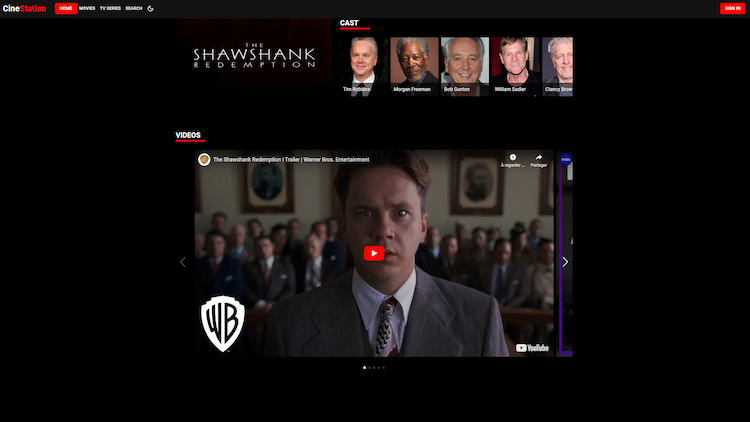 CineStation
HOME MOVIES TV SERIES SEARCH
SIGN IN
THE
SHAWSHANK
REDEMPTION
CAST
Tim Robbins
Morgan Freeman
Bob Gunton
William Sadler
Clancy Brow
VIDEOS
The Shawshank Redemption | Trailer | Warner Bros. Entertainment
À regarder ...
Partager
WB
YouTube